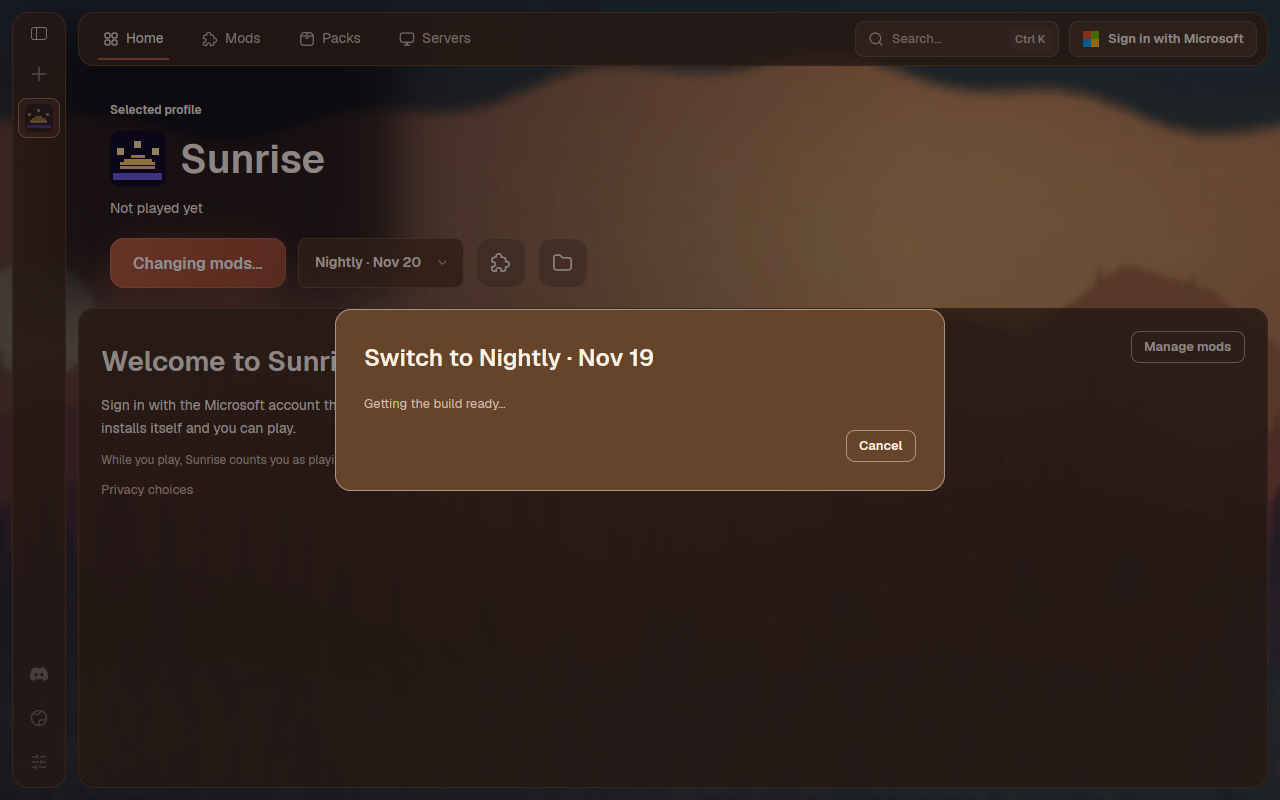 Home
Mods
Packs
Servers
Search...
Ctrl K
Sign in with Microsoft
Selected profile
Sunrise
Not played yet
Changing mods...
Nightly · Nov 20
Welcome to Sunri
Manage mods
Sign in with the Microsoft account th
installs itself and you can play.
While you play, Sunrise counts you as playi
Privacy choices
Switch to Nightly · Nov 19
Getting the build ready...
Cancel